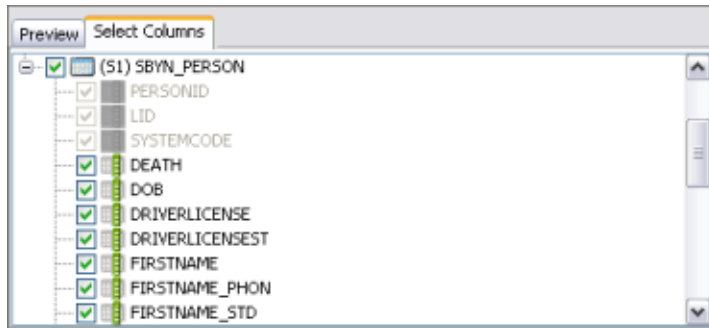 Preview Select Columns
(S1) SBYN_PERSON
PERSONID
LID
SYSTEMCODE
DEATH
DOB
DRIVERLICENSE
DRIVERLICENSEST
FIRSTNAME
FIRSTNAME_PHON
FIRSTNAME_STD